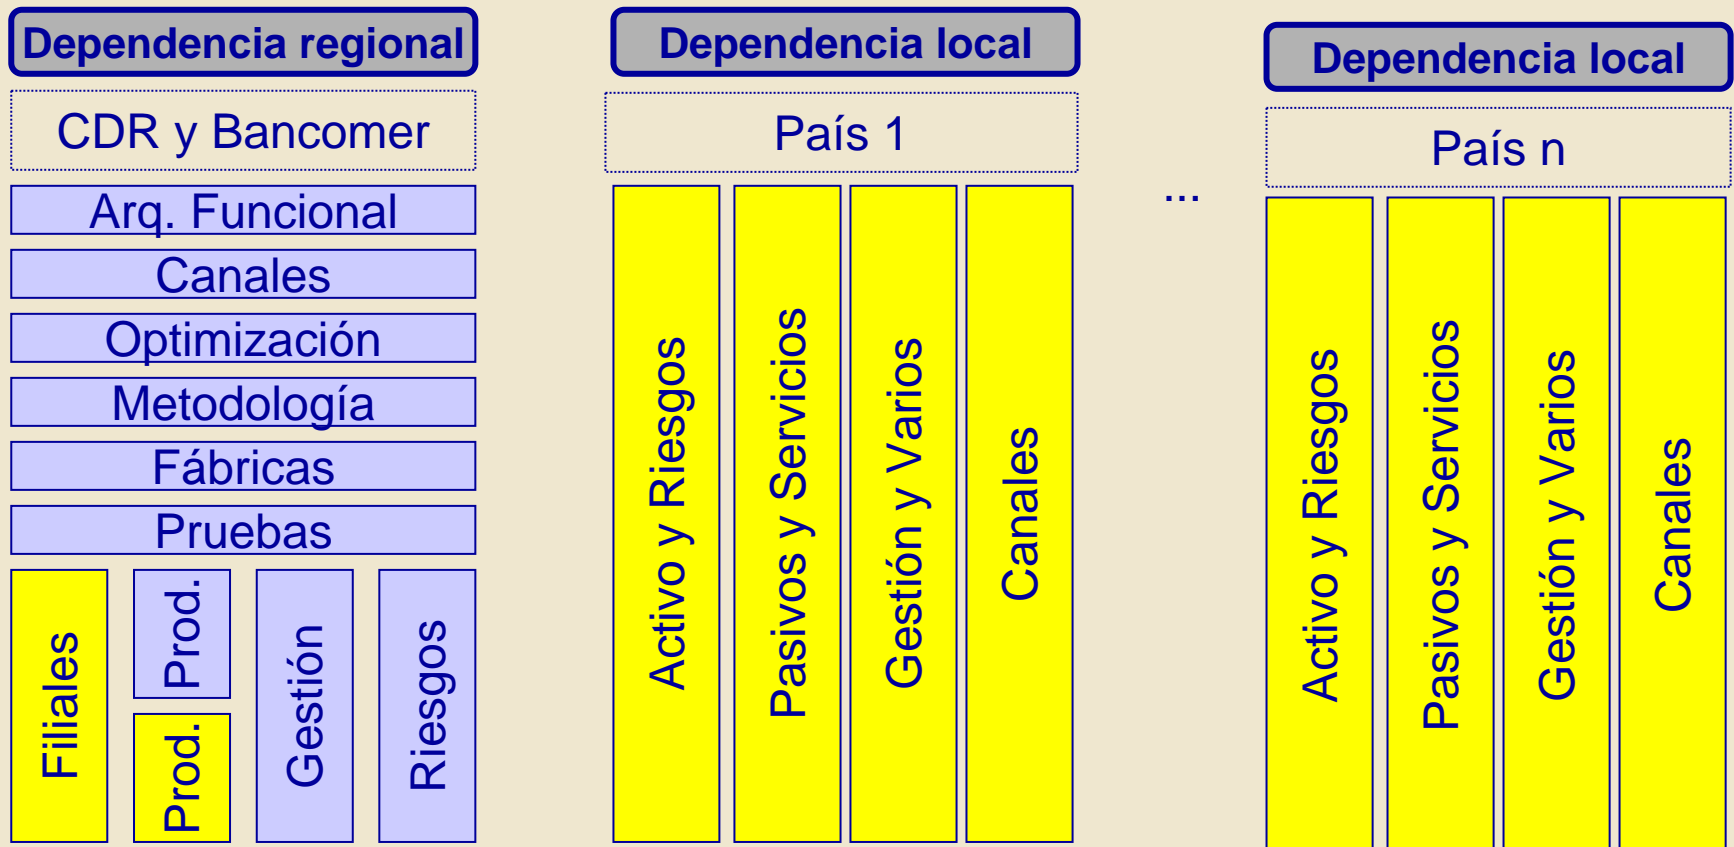 Dependencia regional
CDR y Bancomer
Arq. Funcional
Canales
Optimización
Metodología
Fábricas
Pruebas
Filiales
Prod.
Prod.
Gestión
Riesgos
Dependencia local
País 1
Activo y Riesgos
Pasivos y Servicios
Gestión y Varios
Canales
...
Dependencia local
País n
Activo y Riesgos
Pasivos y Servicios
Gestión y Varios
Canales